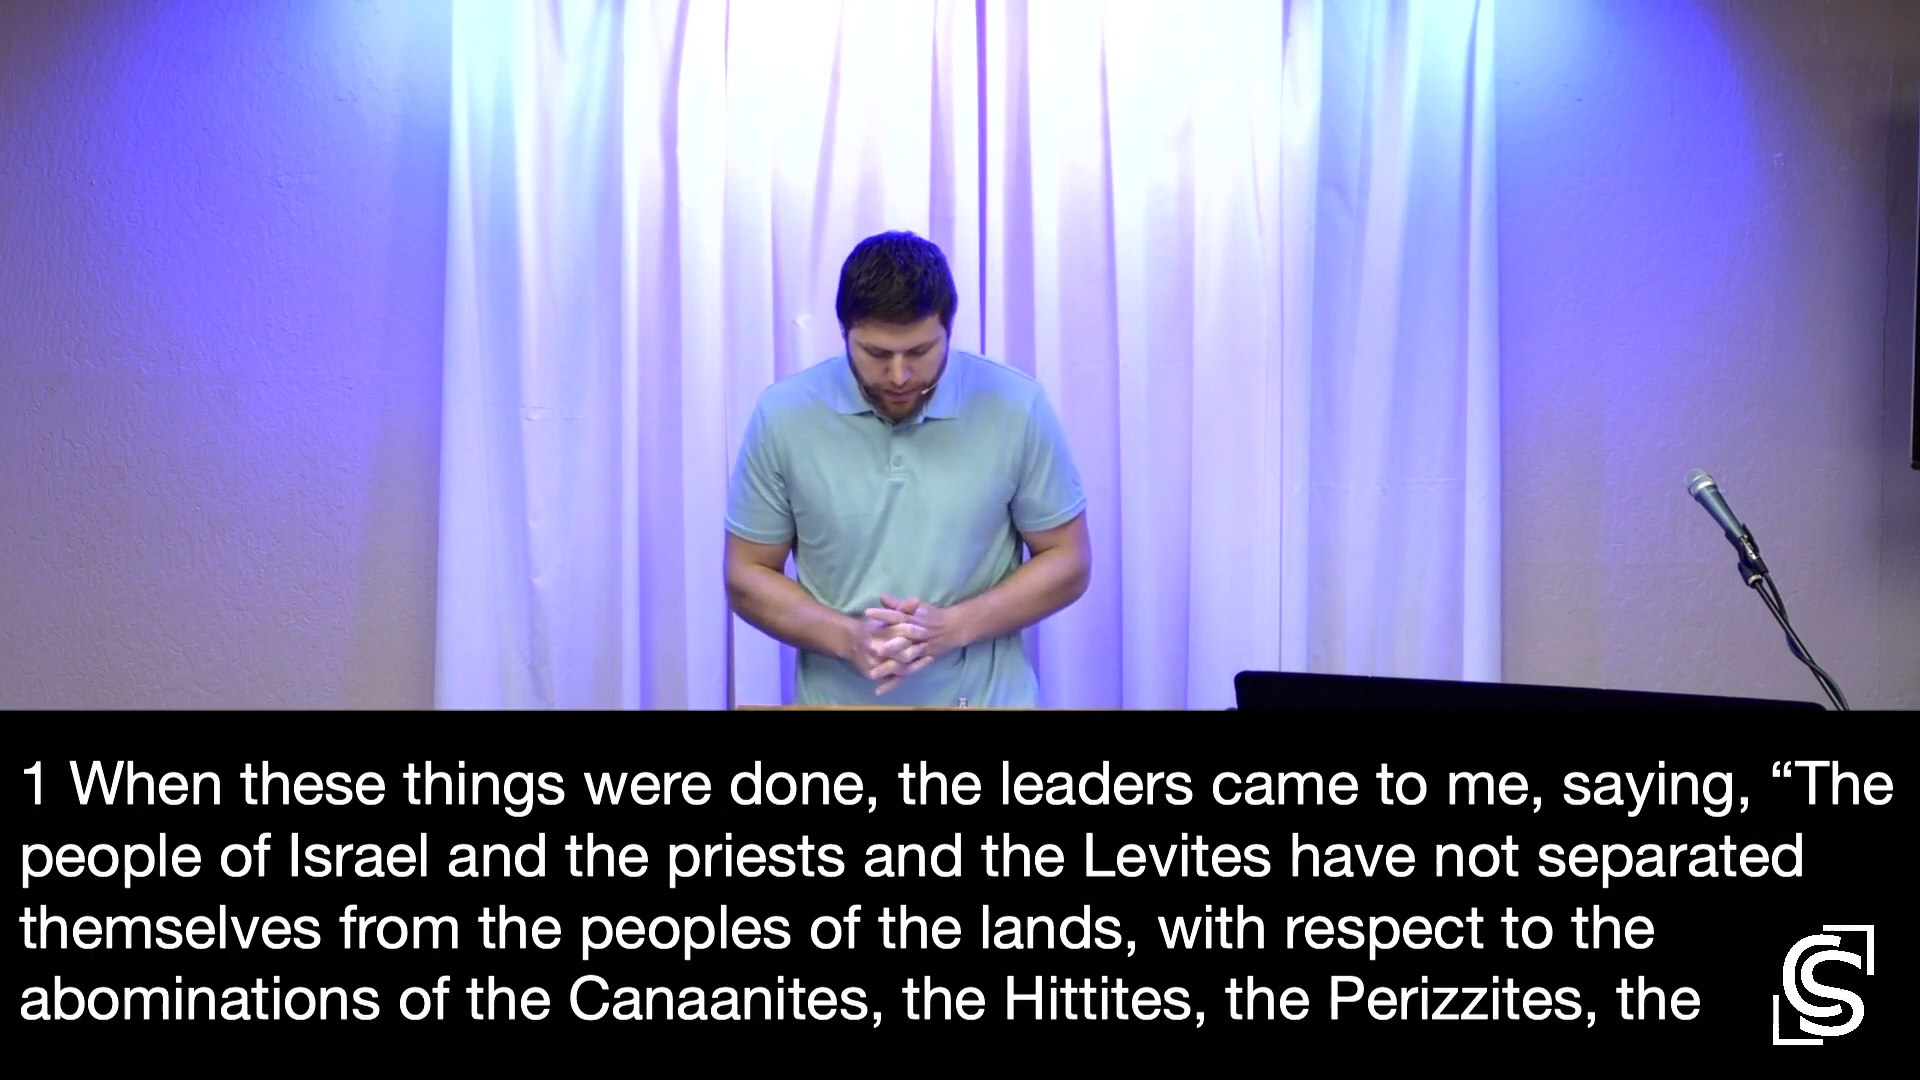 1 When these things were done, the leaders came to me, saying, “The
people of Israel and the priests and the Levites have not separated
themselves from the peoples of the lands, with respect to the
abominations of the Canaanites, the Hittites, the Perizzites, the
CS